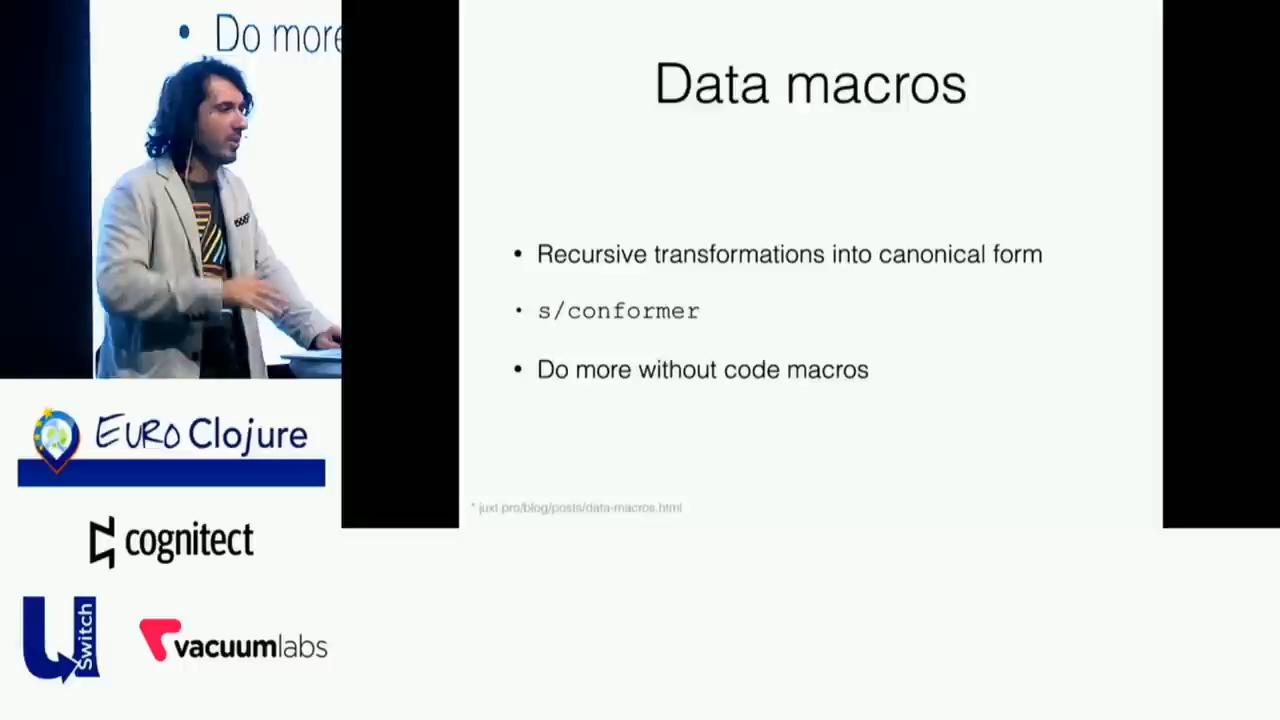 • Do more
Data macros
• Recursive transformations into canonical form
• s/conformer
• Do more without code macros
* juxt.pro/blog/posts/data-macros.html
EURO Clojure
cognitect
uSwitch
vacuumlabs